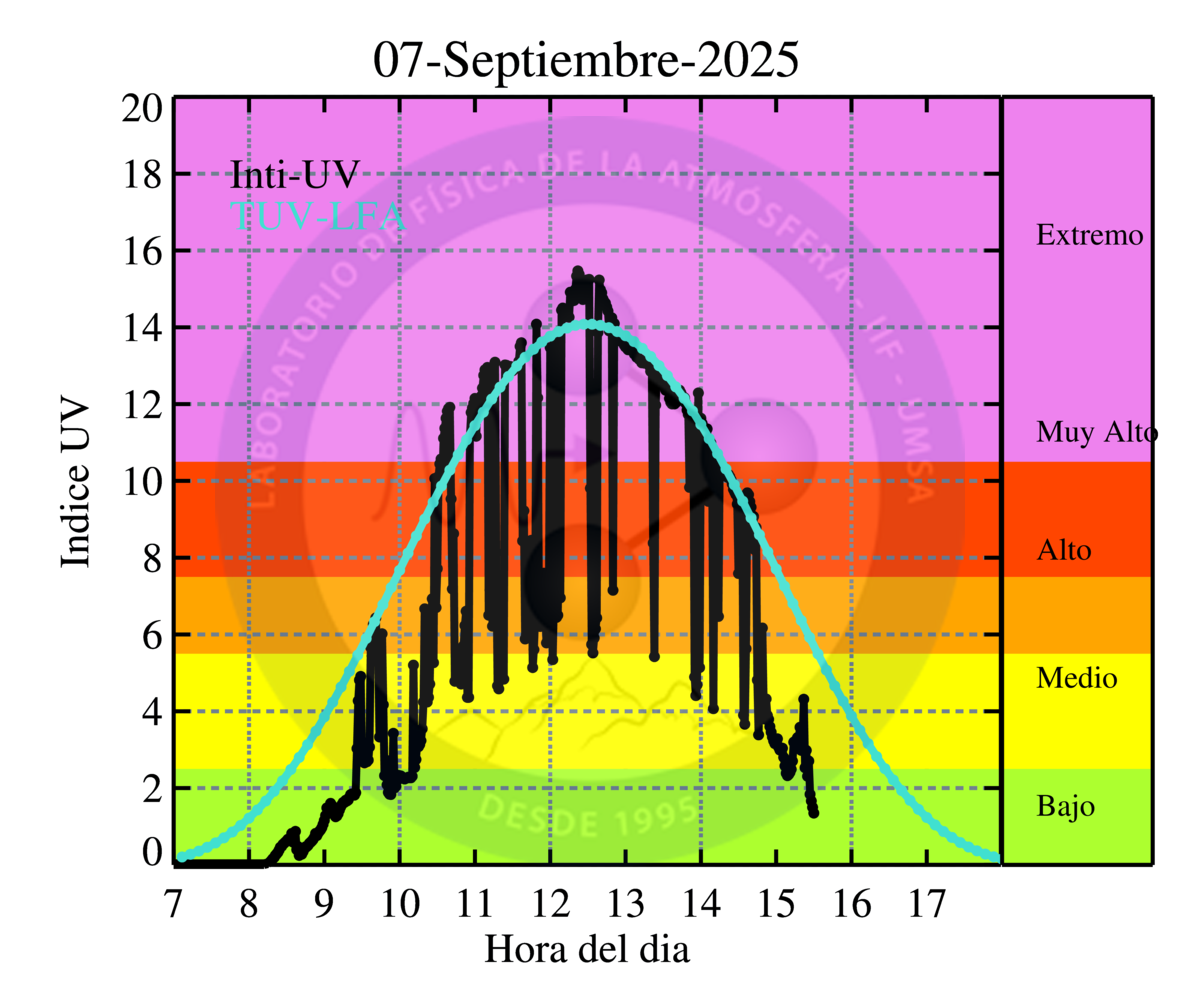 07-Septiembre-2025
Indice UV
20
18
16
14
12
10
8
6
4
2
0
Inti-UV
TUV-LFA
LABORATORIO DE FÍSICA DE LA ATMÓSFERA - IIF - UMSA
DESDE 1995
Extremo
Muy Alto
Alto
Medio
Bajo
7 8 9 10 11 12 13 14 15 16 17
Hora del dia